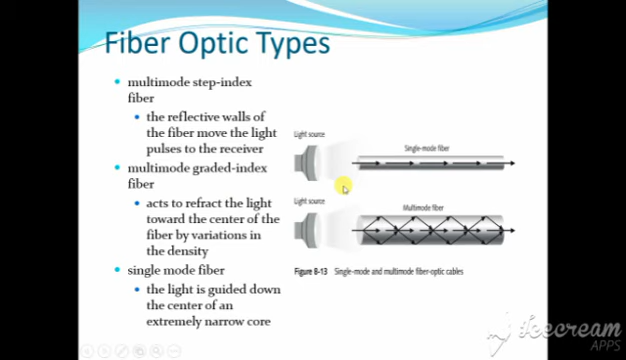 Fiber Optic Types
multimode step-index
fiber
the reflective walls of
the fiber move the light
pulses to the receiver
multimode graded-index
fiber
acts to refract the light
toward the center of the
fiber by variations in
the density
single mode fiber
the light is guided down
the center of an
extremely narrow core
Light source
Single-mode fiber
Light source
Multimode fiber
Figure 8-13 Single-mode and multimode fiber-optic cables
Icecream
APPS